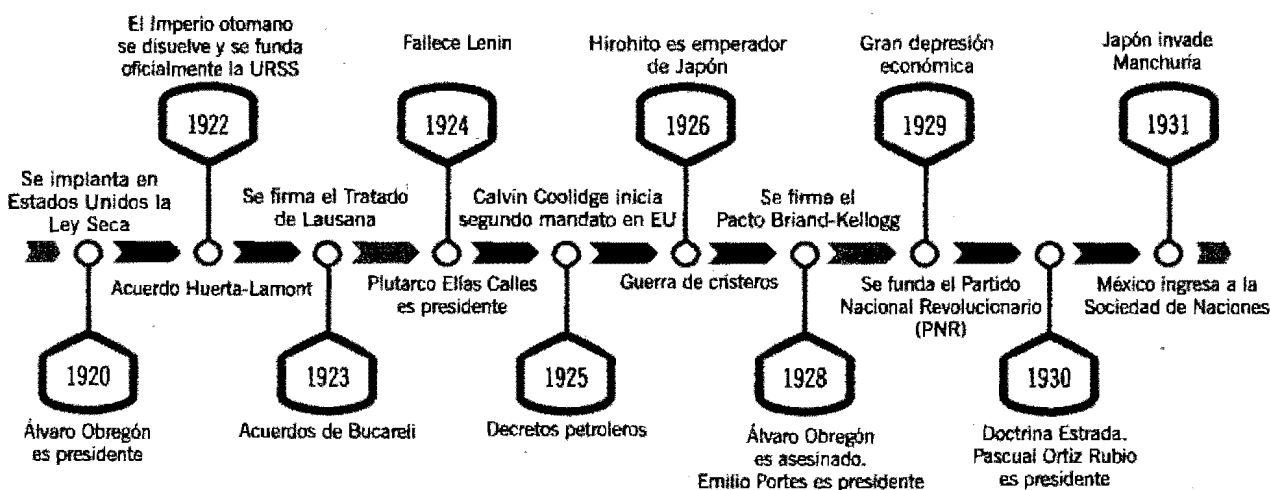 El Imperio otomano
se disuelve y se funda
oficialmente la URSS
1922
Acuerdo Huerta-Lamont
Fallece Lenin
1924
Plutarco Elías Calles
es presidente
Hirohito es emperador
de Japón
1926
Guerra de cristeros
Gran depresión
económica
1929
Se funda el Partido
Nacional Revolucionario
(PNR)
Japón invade
Manchuria
1931
México ingresa a la
Sociedad de Naciones
Se implanta en
Estados Unidos la
Ley Seca
1920
Álvaro Obregón
es presidente
Se firma el Tratado
de Lausana
1923
Acuerdos de Bucareli
Calvin Coolidge inicia
segundo mandato en EU
1925
Decretos petroleros
Se firma el
Pacto Briand-Kellogg
1928
Álvaro Obregón
es asesinado.
Emilio Portes es presidente
1930
Doctrina Estrada.
Pascual Ortiz Rubio
es presidente